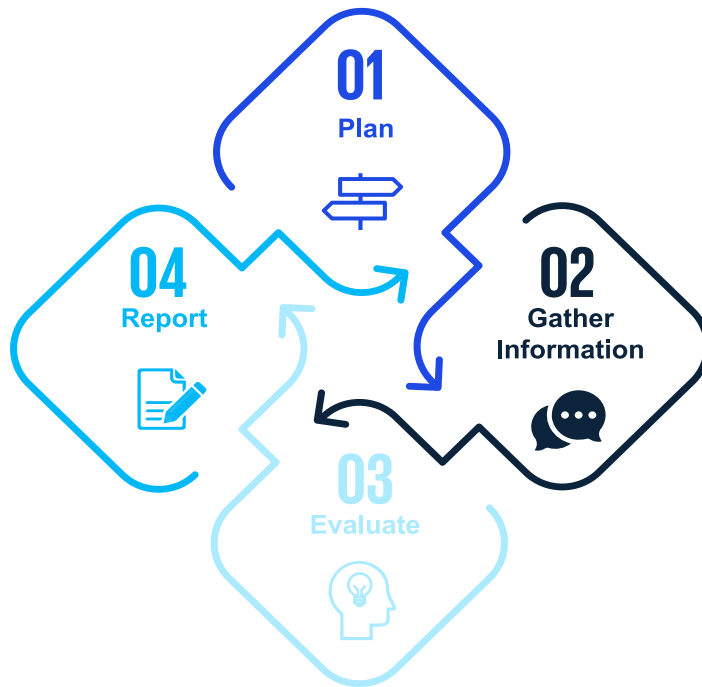 01
Plan
02
Gather
Information
03
Evaluate
04
Report